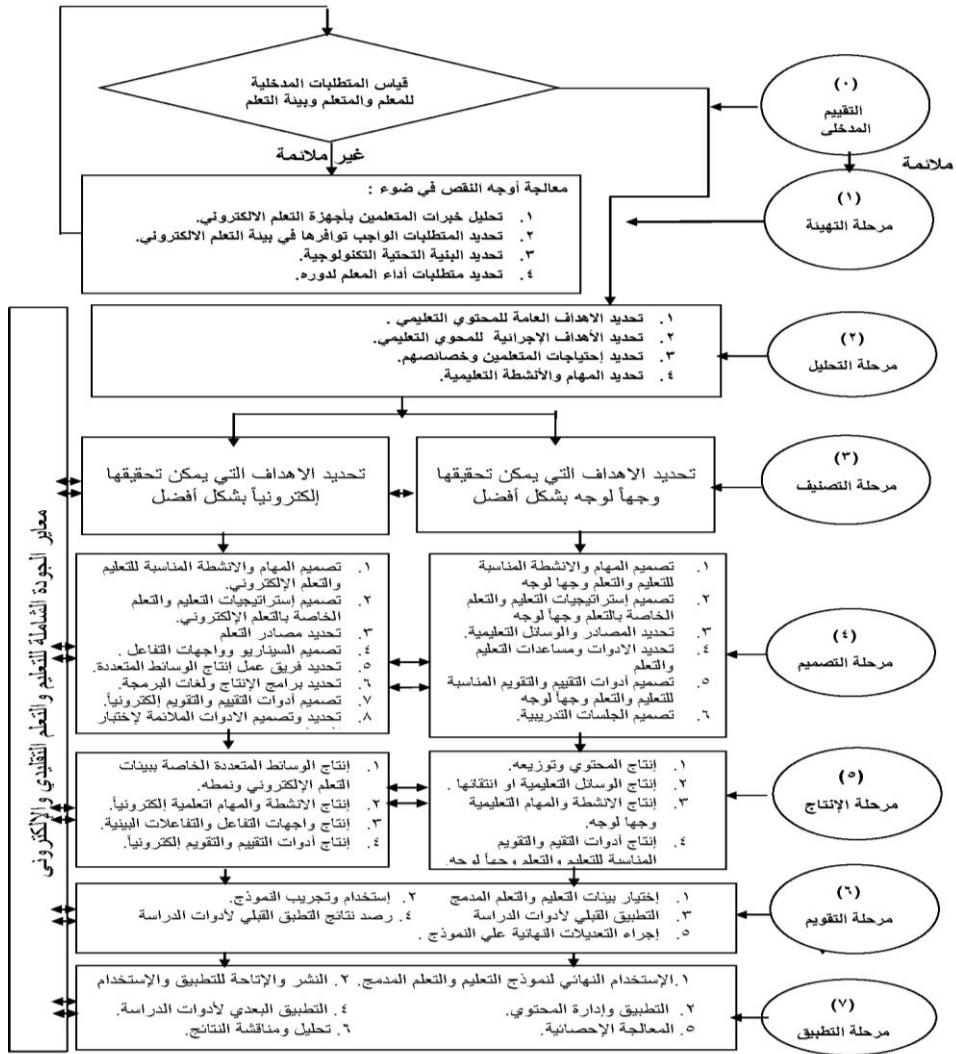 قياس المتطلبات المدخلية
للمعلم والمتعلم وبيئة التعلم
(٠)
التقييم
المدخلى
ملائمة
غير ملائمة
(١)
مرحلة التهيئة
معالجة أوجه النقص في ضوء :
١. تحليل خبرات المتعلمين بأجهزة التعلم الالكتروني.
٢. تحديد المتطلبات الواجب توافرها في بيئة التعلم الالكتروني.
٣. تحديد البنية التحتية التكنولوجية.
٤. تحديد متطلبات أداء المعلم لدوره.
(٢)
مرحلة التحليل
١. تحديد الاهداف العامة للمحتوي التعليمي .
٢. تحديد الأهداف الإجرائية للمحوي التعليمي.
٣. تحديد إحتياجات المتعلمين وخصائصهم.
٤. تحديد المهام والألنشطة التعليمية.
(٣)
مرحلة التصنيف
تحديد الاهداف التي يمكن تحقيقها
وجهاً لوجه بشكل أفضل
تحديد الاهداف التي يمكن تحقيقها
إلكترونياً بشكل أفضل
(٤)
مرحلة التصميم
١. تصميم المهام والانشطة المناسبة
للتعليم والتعلم وجها لوجه
٢. تصميم إستراتيجيات التعليم والتعلم
الخاصة بالتعلم وجهاً لوجه
٣. تحديد المصادر والوسائل التعليمية.
٤. تحديد الادوات ومساعدات التعليم
والتعلم
٥. تصميم أدوات التقييم والتقويم المناسبة
للتعليم والتعلم وجهاً لوجه
٦. تصميم الجلسات التدريبية.
١. تصميم المهام والانشطة المناسبة للتعليم
والتعلم الإلكتروني.
٢. تصميم إستراتيجيات التعليم والتعلم
الخاصة بالتعلم الإلكتروني.
٣. تحديد مصادر التعلم
٤. تصميم السيناريو وواجهات التفاعل .
٥. تحديد فريق عمل إنتاج الوسائط المتعددة.
٦. تحديد برامج الإنتاج ولغات البرمجة.
٧. تصميم أدوات التقييم والتقويم إلكترونياً.
٨. تحديد وتصميم الادوات الملائمة لإختبار
(٥)
مرحلة الإنتاج
١. إنتاج المحتوي وتوزيعه.
٢. إنتاج الوسائل التعليمية او انتقائها .
٣. إنتاج الانشطة والمهام التعليمية
وجها لوجه.
٤. إنتاج أدوات التقيم والتقويم
المناسبة للتعليم والتعلم وجهاً لوجه.
١. إنتاج الوسائط المتعددة الخاصة ببيئات
التعلم الإلكتروني ونمطه.
٢. إنتاج الانشطة والمهام اتعلمية إلكترونياً.
٣. إنتاج واجهات التفاعل والتفاعلات البينية.
٤. إنتاج أدوات التقييم والتقويم إلكترونياً.
(٦)
مرحلة التقويم
١. إختيار بيئات التعليم والتعلم المدمج ٢. إستخدام وتجريب النموذج.
٣. التطبيق القبلي لأدوات الدراسة ٤. رصد نتائج التطبق القبلي لأدوات الدراسة
٥. إجراء التعديلات النهائية علي النموذج .
(٧)
مرحلة التطبيق
١. الإستخدام النهائي لنموذج التعليم والتعلم المدمج. ٢. النشر والإتاحة للتطبيق والإستخدام
٢. التطبيق وإدارة المحتوي ٤. التطبيق البعدي لأدوات الدراسة.
٥. المعالجة الإحصائية ٦. تحليل ومناقشة النتائج.
معاير الجودة الشاملة للتعليم والتعلم التقليدي والإلكترونى